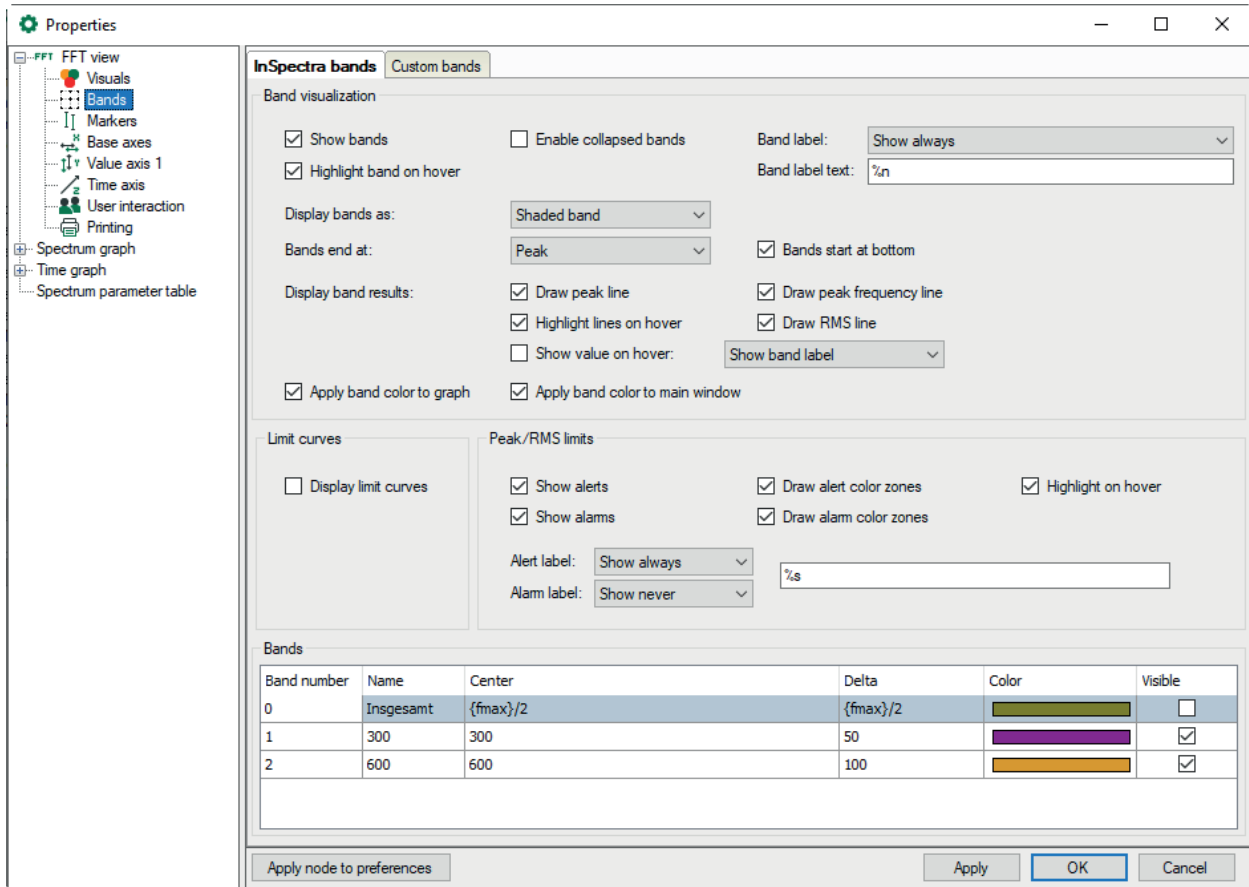 Properties
FFT FFT view
Visuals
Bands
Markers
Base axes
Value axis 1
Time axis
User interaction
Printing
Spectrum graph
Time graph
Spectrum parameter table
InSpectra bands Custom bands
Band visualization
Show bands Enable collapsed bands Band label: Show always
Highlight band on hover Band label text: %n
Display bands as: Shaded band
Bands end at: Peak Bands start at bottom
Display band results: Draw peak line Draw peak frequency line
Highlight lines on hover Draw RMS line
Show value on hover: Show band label
Apply band color to graph Apply band color to main window
Limit curves Peak/RMS limits
Display limit curves Show alerts Draw alert color zones Highlight on hover
Show alarms Draw alarm color zones
Alert label: Show always %s
Alarm label: Show never
Bands
Band number Name Center Delta Color Visible
0 Insgesamt {fmax}/2 {fmax}/2
1 300 300 50
2 600 600 100
Apply node to preferences Apply OK Cancel